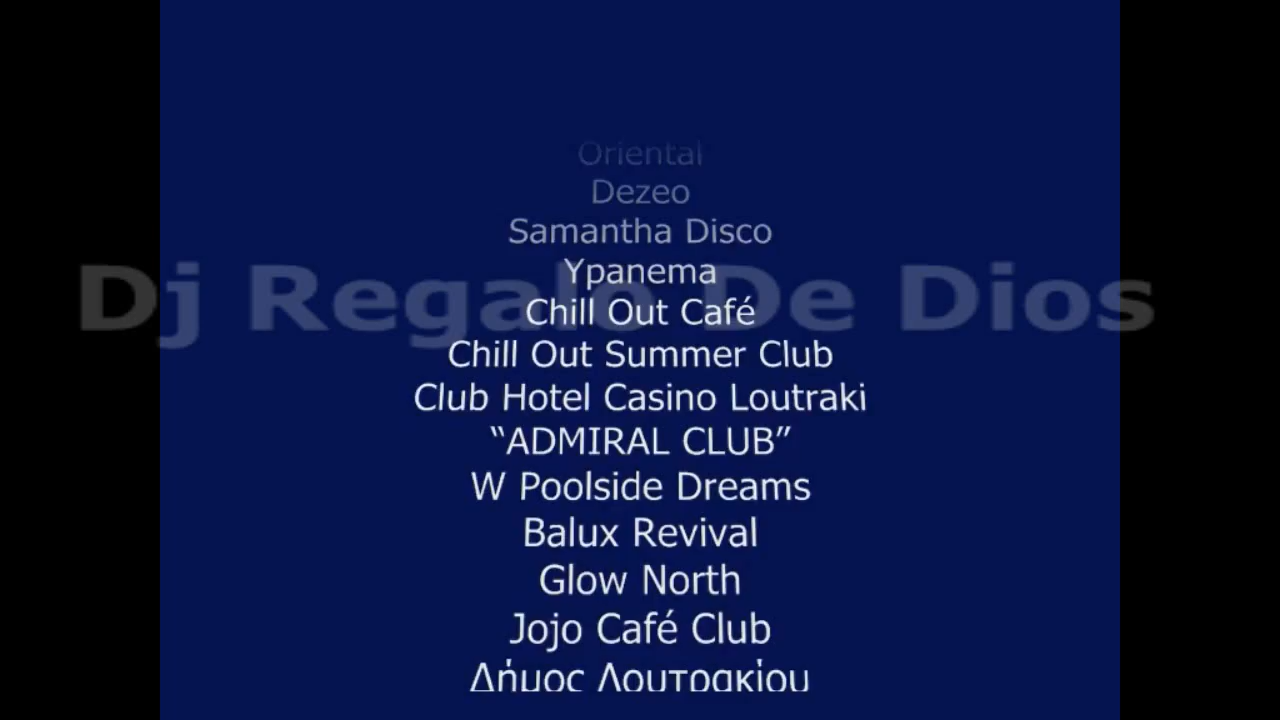 Oriental
Dezeo
Samantha Disco
Ypanema
Dj Regalo De Dios
Chill Out Café
Chill Out Summer Club
Club Hotel Casino Loutraki
“ADMIRAL CLUB”
W Poolside Dreams
Balux Revival
Glow North
Jojo Café Club
Δήμος Λουτρακίου